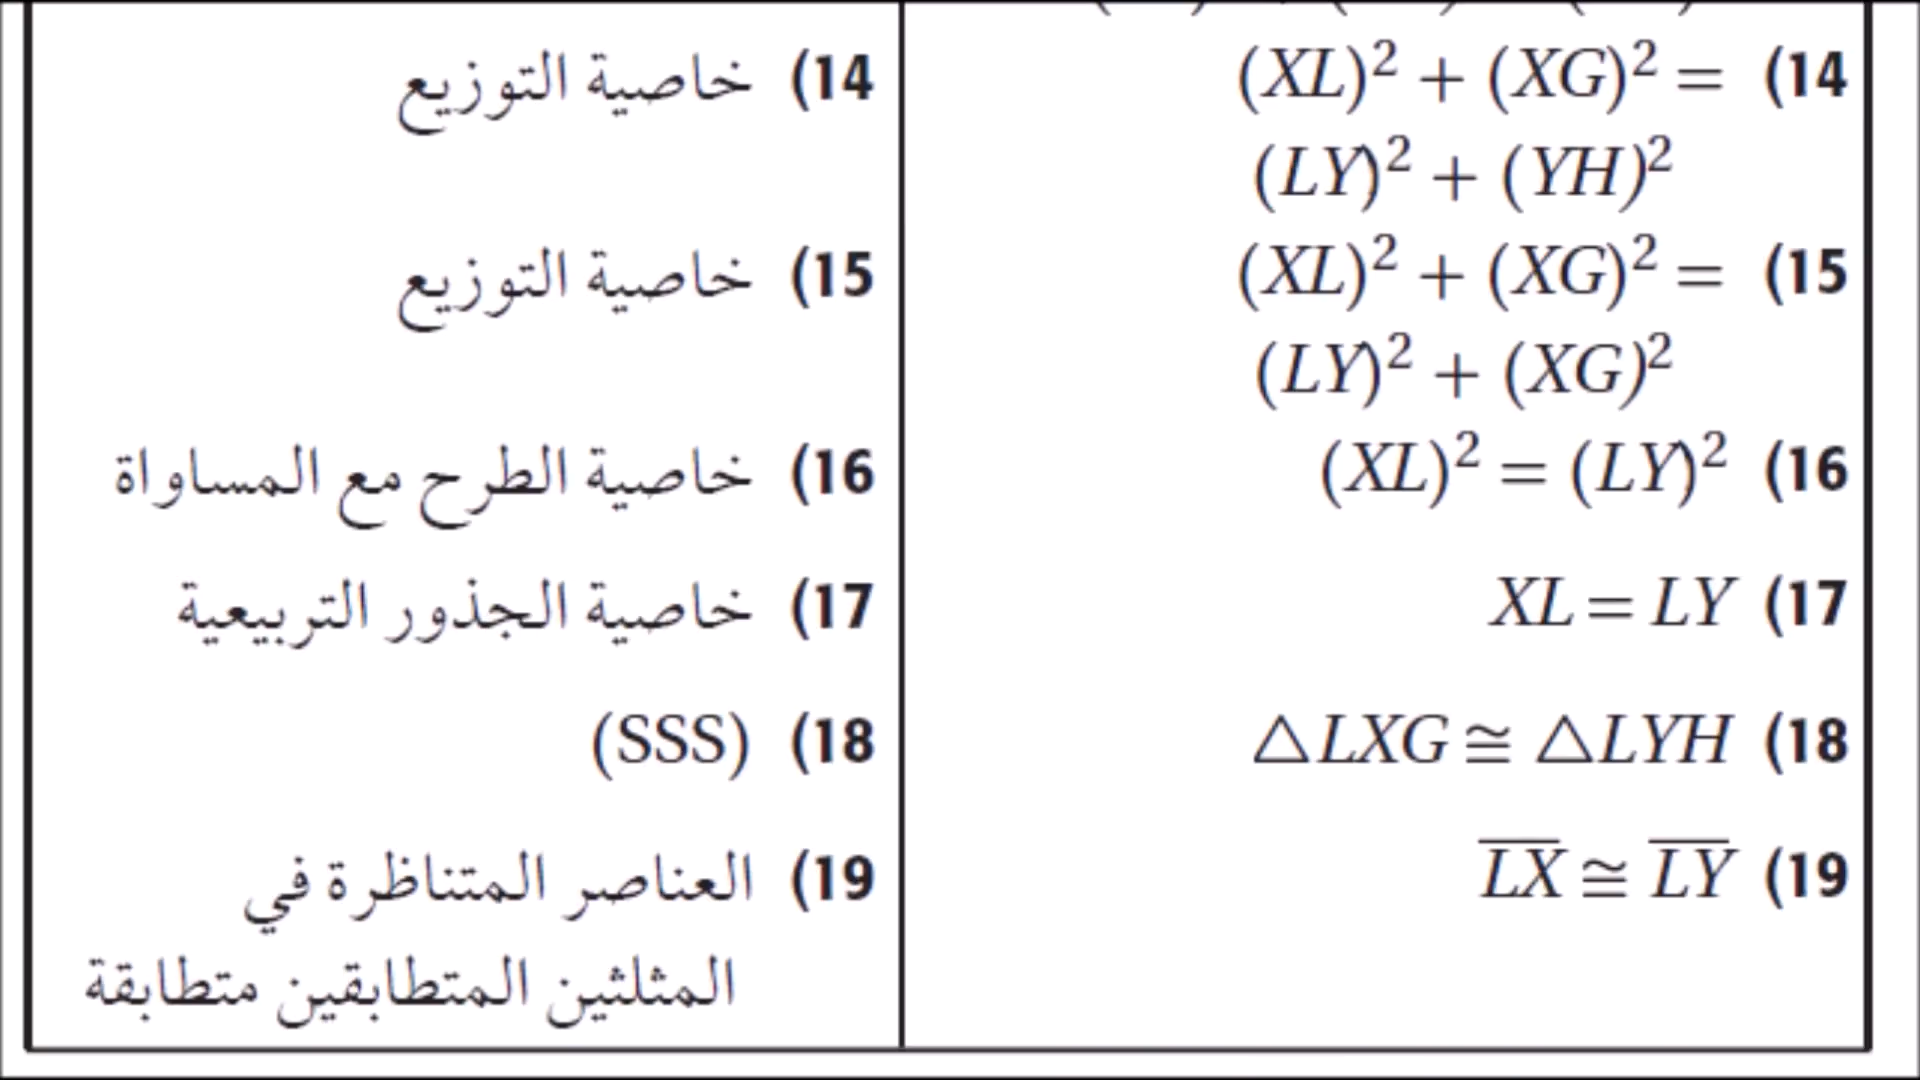 14) (XL)² + (XG)² =
(LY)² + (YH)²
14) خاصية التوزيع
15) (XL)² + (XG)² =
(LY)² + (XG)²
15) خاصية التوزيع
16) (XL)² = (LY)²
16) خاصية الطرح مع المساواة
17) XL = LY
17) خاصية الجذور التربيعية
18) △LXG ≅ △LYH
18) (SSS)
19) L̅X̅ ≅ L̅Y̅
19) العناصر المتناظرة في
المثلثين المتطابقين متطابقة